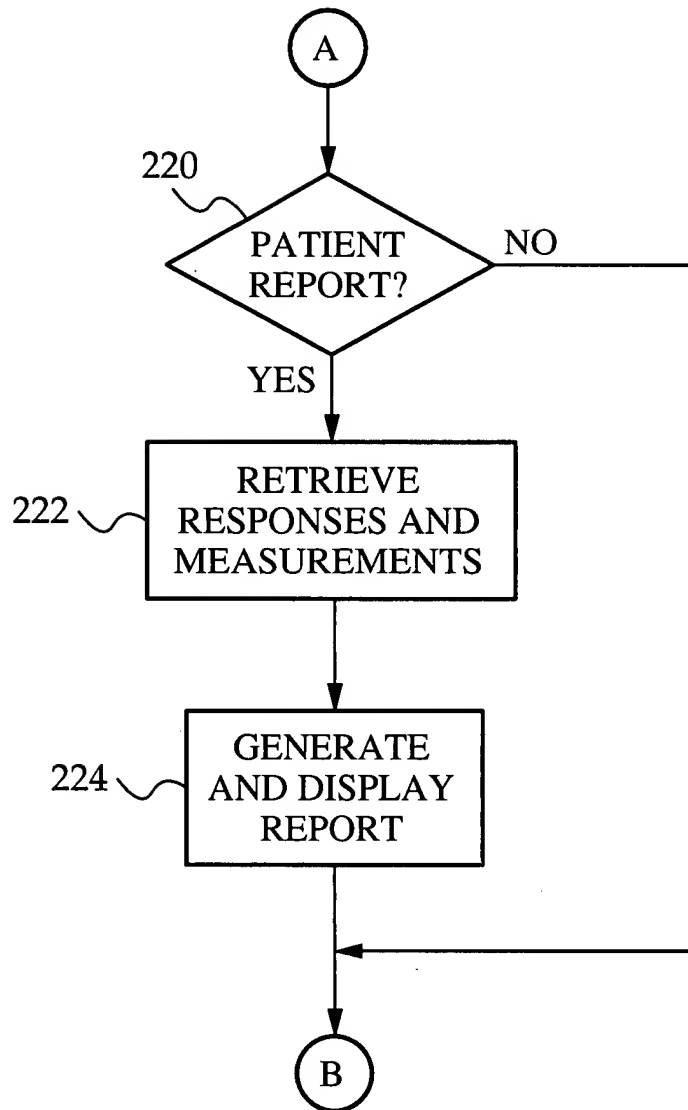 A
220
PATIENT
REPORT?
NO
YES
222
RETRIEVE
RESPONSES AND
MEASUREMENTS
224
GENERATE
AND DISPLAY
REPORT
B